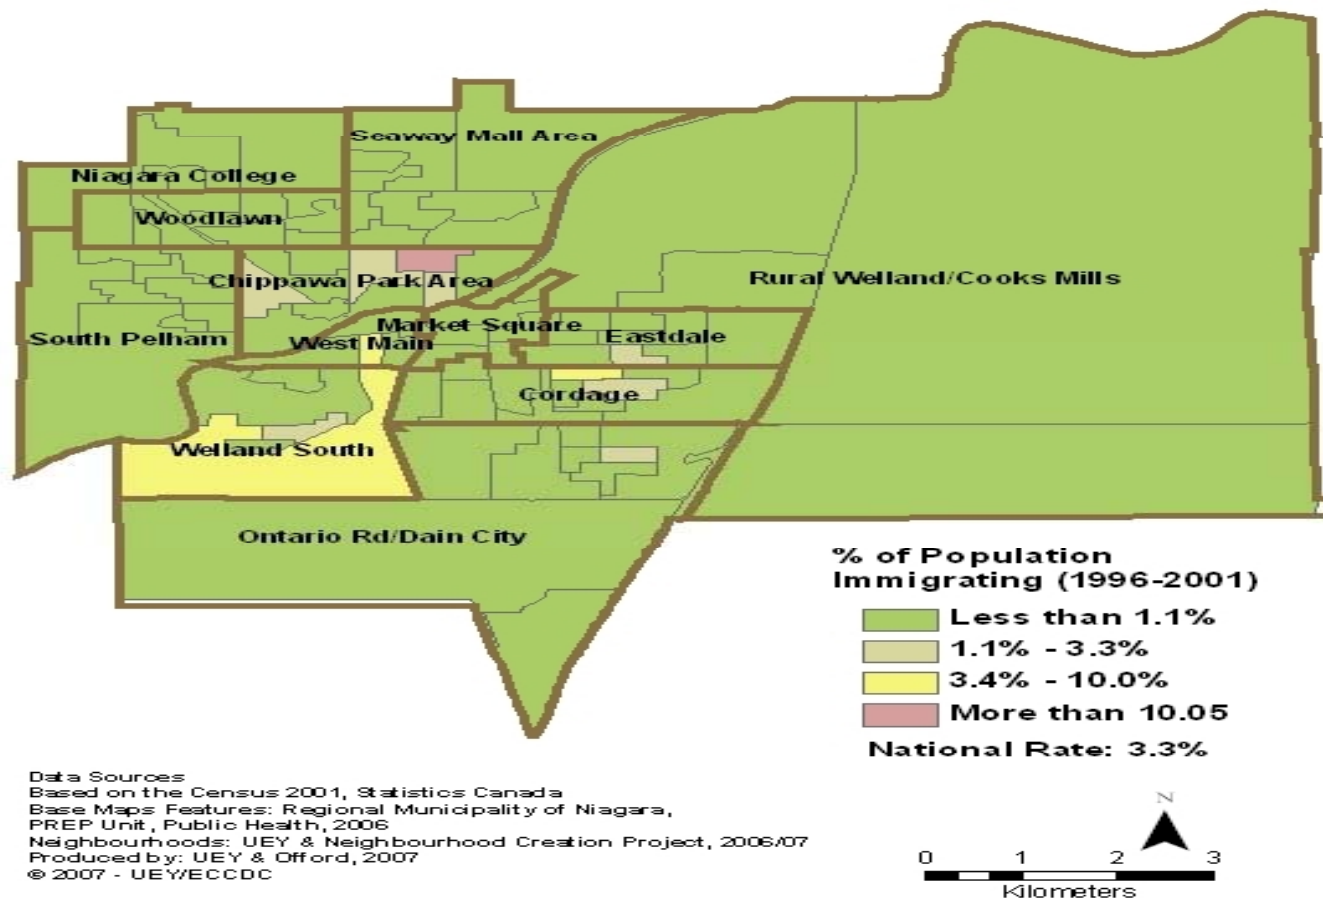 Seaway Mall Area
Niagara College
Woodlawn
Chippawa Park Area
Rural Welland/Cooks Mills
Market Square
South Pelham
West Main
Eastdale
Cordage
Welland South
Ontario Rd/Dain City
% of Population
Immigrating (1996-2001)
Less than 1.1%
1.1% - 3.3%
3.4% - 10.0%
More than 10.05
National Rate: 3.3%
Data Sources
Based on the Census 2001, Statistics Canada
Base Maps Features: Regional Municipality of Niagara,
PREP Unit, Public Health, 2006
Neighbourhoods: UEY & Neighbourhood Creation Project, 2006/07
Produced by: UEY & Offord, 2007
© 2007 - UEY/ECCDC
N
0 1 2 3
Kilometers